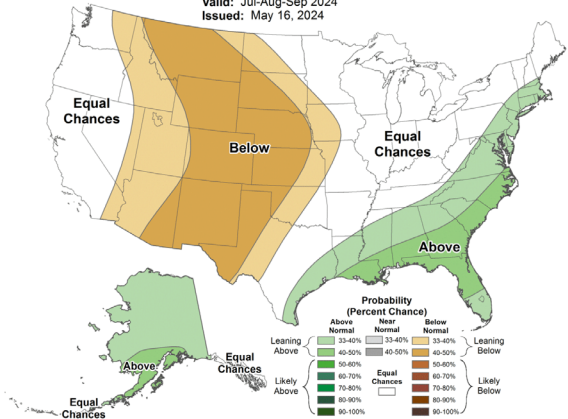 Valid: Jul-Aug-Sep 2024
Issued: May 16, 2024
Equal
Chances
Below
Equal
Chances
Above
Above
Equal
Chances
Equal
Chances
Probability
(Percent Chance)
Above
Normal
Near
Normal
Below
Normal
Leaning
Above
33-40%
33-40%
33-40%
Leaning
Below
40-50%
40-50%
40-50%
Likely
Above
50-60%
60-70%
70-80%
80-90%
90-100%
Equal
Chances
50-60%
60-70%
70-80%
80-90%
90-100%
Likely
Below